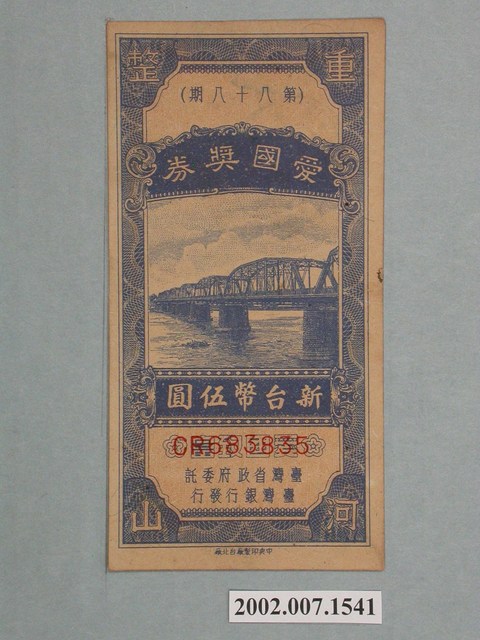 重整
(第八十八期)
愛國獎券
新台幣伍圓
CR683835
臺灣省政府委託
臺灣銀行發行
河山
中央印製廠台北廠
2002.007.1541